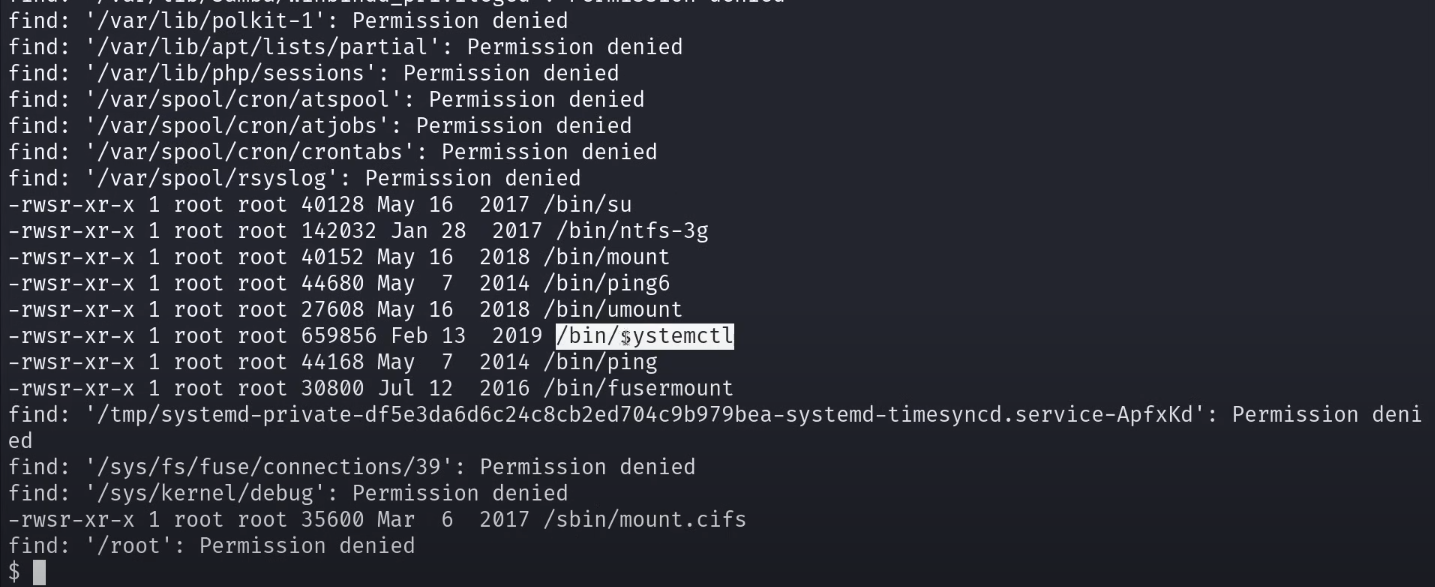 find: '/var/lib/samba/winbindd_privileged': Permission denied
find: '/var/lib/polkit-1': Permission denied
find: '/var/lib/apt/lists/partial': Permission denied
find: '/var/lib/php/sessions': Permission denied
find: '/var/spool/cron/atspool': Permission denied
find: '/var/spool/cron/atjobs': Permission denied
find: '/var/spool/cron/crontabs': Permission denied
find: '/var/spool/rsyslog': Permission denied
-rwsr-xr-x 1 root root 40128 May 16  2017 /bin/su
-rwsr-xr-x 1 root root 142032 Jan 28  2017 /bin/ntfs-3g
-rwsr-xr-x 1 root root 40152 May 16  2018 /bin/mount
-rwsr-xr-x 1 root root 44680 May  7  2014 /bin/ping6
-rwsr-xr-x 1 root root 27608 May 16  2018 /bin/umount
-rwsr-xr-x 1 root root 659856 Feb 13  2019 /bin/systemctl
-rwsr-xr-x 1 root root 44168 May  7  2014 /bin/ping
-rwsr-xr-x 1 root root 30800 Jul 12  2016 /bin/fusermount
find: '/tmp/systemd-private-df5e3da6d6c24c8cb2ed704c9b979bea-systemd-timesyncd.service-ApfxKd': Permission deni
ed
find: '/sys/fs/fuse/connections/39': Permission denied
find: '/sys/kernel/debug': Permission denied
-rwsr-xr-x 1 root root 35600 Mar  6  2017 /sbin/mount.cifs
find: '/root': Permission denied
$